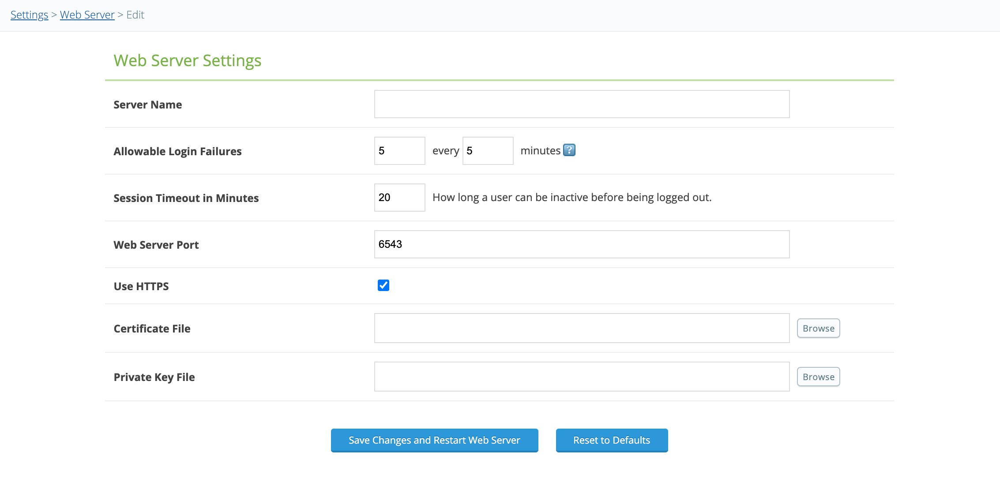 Settings > Web Server > Edit
Web Server Settings
Server Name
Allowable Login Failures 5 every 5 minutes ?
Session Timeout in Minutes 20 How long a user can be inactive before being logged out.
Web Server Port 6543
Use HTTPS
Certificate File Browse
Private Key File Browse
Save Changes and Restart Web Server Reset to Defaults